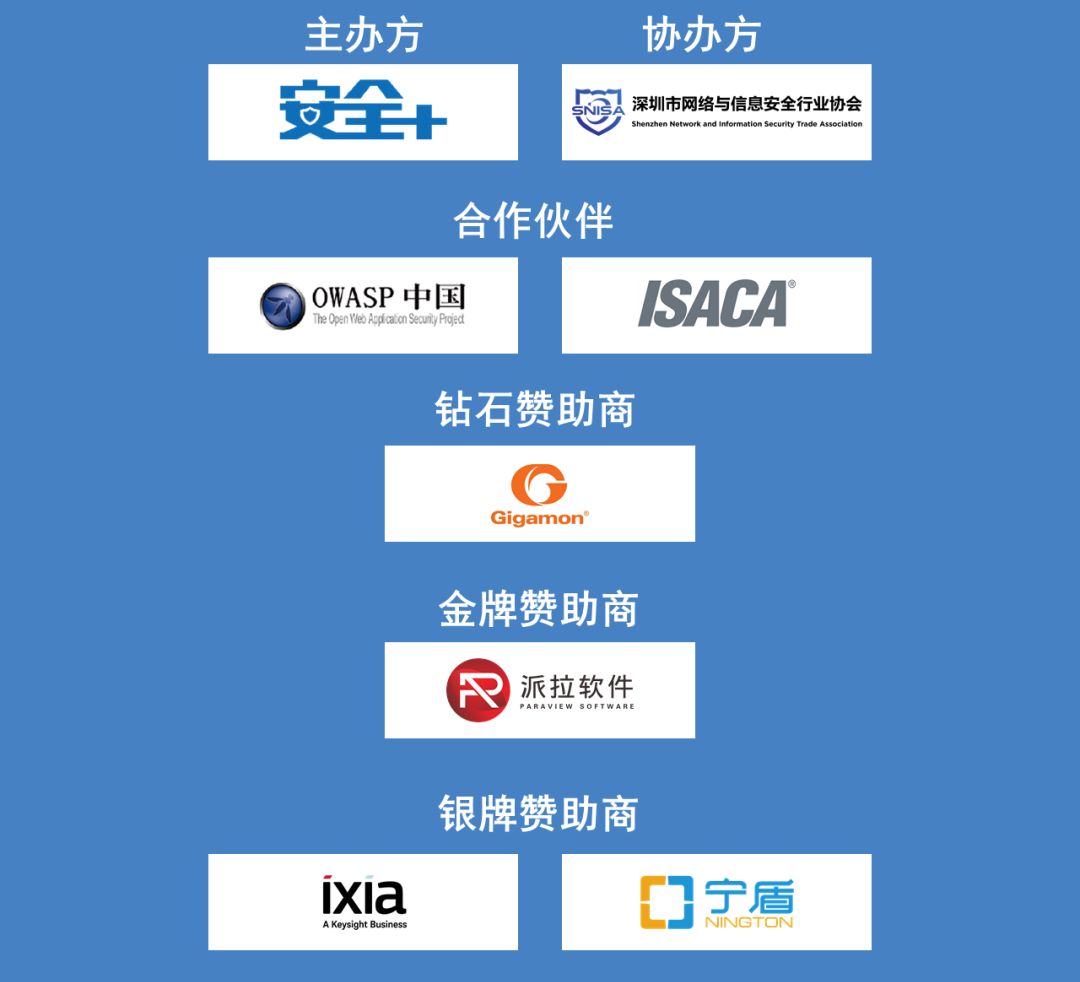 主办方
协办方
安全+
SNISA
深圳市网络与信息安全行业协会
Shenzhen Network and Information Security Trade Association
合作伙伴
OWASP 中国
The Open Web Application Security Project
ISACA®
钻石赞助商
Gigamon®
金牌赞助商
派拉软件
PARAVIEW SOFTWARE
银牌赞助商
ixia
A Keysight Business
宁盾
NINGTON